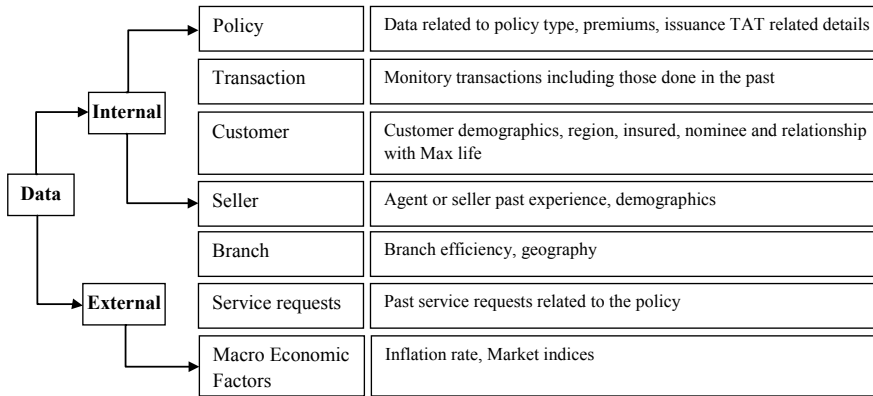 Policy
Data related to policy type, premiums, issuance TAT related details
Transaction
Monitory transactions including those done in the past
Internal
Customer
Customer demographics, region, insured, nominee and relationship
with Max life
Data
Seller
Agent or seller past experience, demographics
Branch
Branch efficiency, geography
External
Service requests
Past service requests related to the policy
Macro Economic
Factors
Inflation rate, Market indices